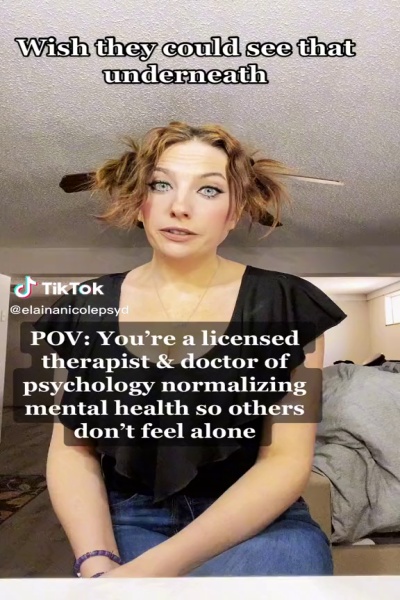 Wish they could see that
underneath
TikTok
@elainanicolepsyd
POV: You're a licensed
therapist & doctor of
psychology normalizing
mental health so others
don't feel alone